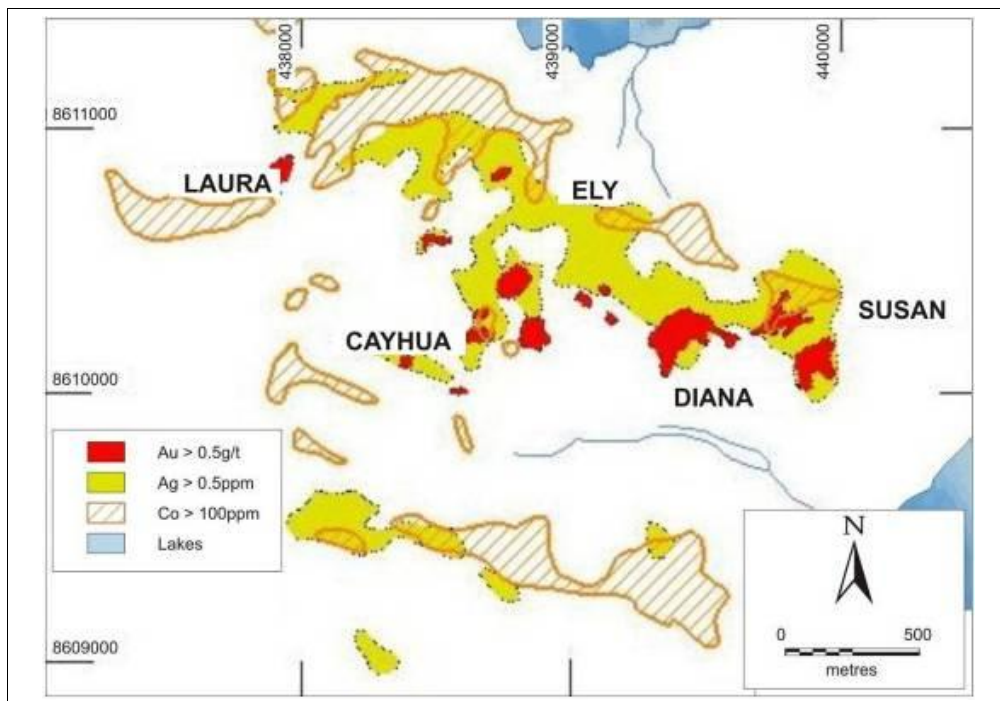 438000
439000
440000
8611000
LAURA
ELY
SUSAN
CAYHUA
8610000
DIANA
Au > 0.5g/t
Ag > 0.5ppm
Co > 100ppm
Lakes
N
0 500
metres
8609000